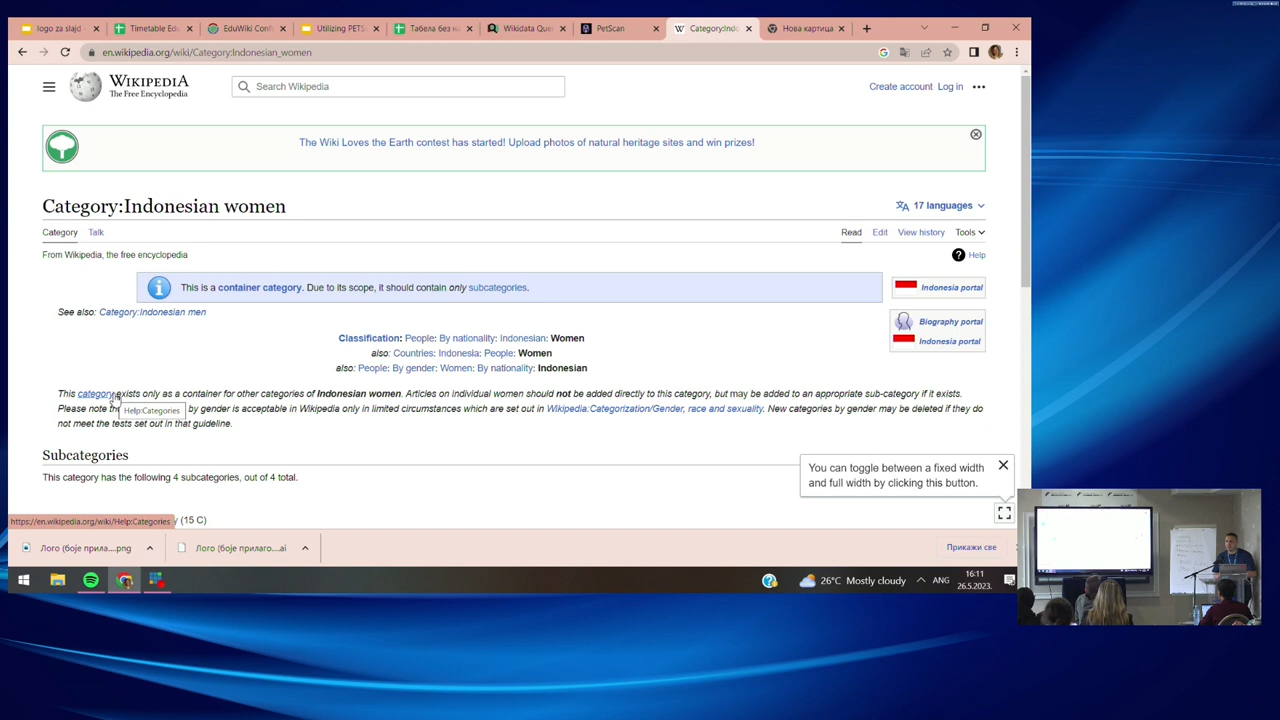 logo za slajd
Timetable Edu
EduWiki Conf
Utilizing PETS
Табела без на
Wikidata Que
PetScan
Category:Indo
Нова картица
en.wikipedia.org/wiki/Category:Indonesian_women
WIKIPEDIA
The Free Encyclopedia
Search Wikipedia
Create account Log in
The Wiki Loves the Earth contest has started! Upload photos of natural heritage sites and win prizes!
Category:Indonesian women
17 languages
Category Talk
Read Edit View history Tools
From Wikipedia, the free encyclopedia
Help
This is a container category. Due to its scope, it should contain only subcategories.
Indonesia portal
See also: Category:Indonesian men
Biography portal
Indonesia portal
Classification: People: By nationality: Indonesian: Women
also: Countries: Indonesia: People: Women
also: People: By gender: Women: By nationality: Indonesian
This category exists only as a container for other categories of Indonesian women. Articles on individual women should not be added directly to this category, but may be added to an appropriate sub-category if it exists.
Please note th
Help:Categories
by gender is acceptable in Wikipedia only in limited circumstances which are set out in Wikipedia:Categorization/Gender, race and sexuality. New categories by gender may be deleted if they
do not meet the tests set out in that guideline.
Subcategories
This category has the following 4 subcategories, out of 4 total.
You can toggle between a fixed width
and full width by clicking this button.
https://en.wikipedia.org/wiki/Help:Categories
y (15 C)
Лого (боје прила....png
Лого (боје прилаго....ai
Прикажи све
26°C Mostly cloudy
ANG
16:11
26.5.2023.